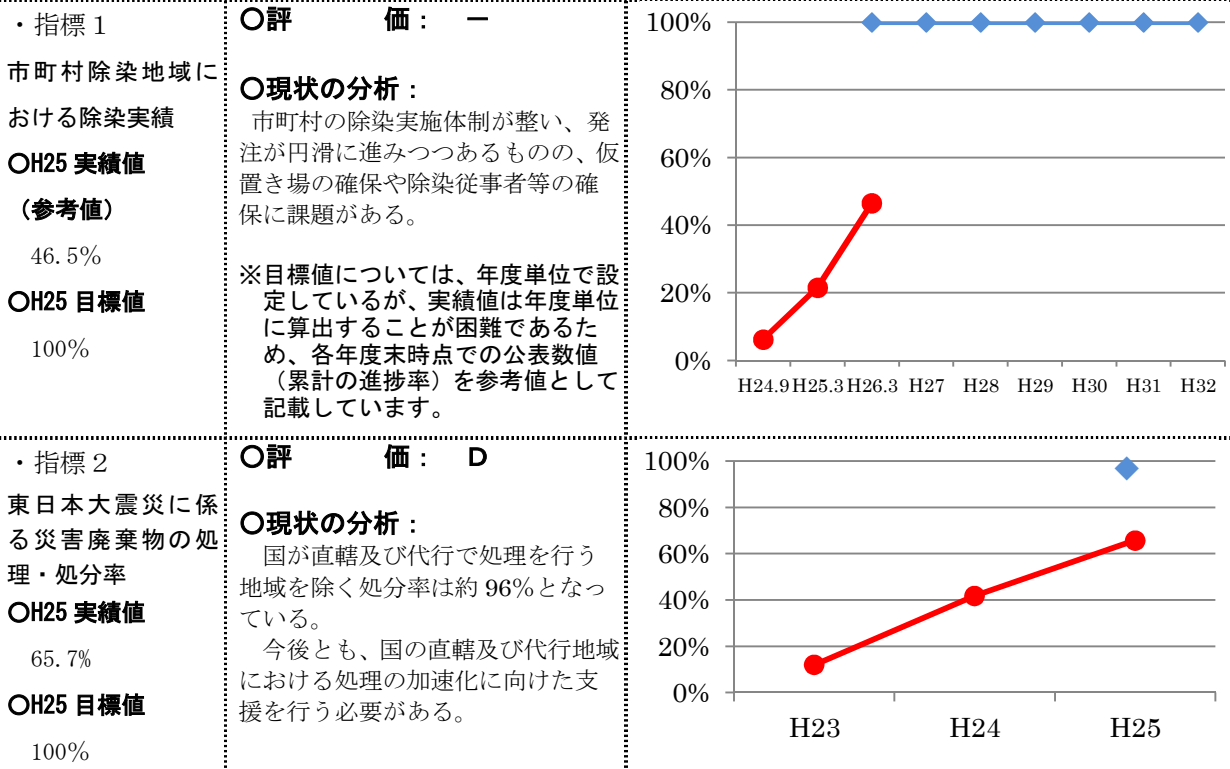 ・指標１
市町村除染地域に
おける除染実績
○H25 実績値
（参考値）
46.5％
○H25 目標値
100％
○評　　　価：　－
○現状の分析：
市町村の除染実施体制が整い、発
注が円滑に進みつつあるものの、仮
置き場の確保や除染従事者等の確
保に課題がある。
※目標値については、年度単位で設
定しているが、実績値は年度単位
に算出することが困難であるた
め、各年度末時点での公表数値
（累計の進捗率）を参考値として
記載しています。
100%
80%
60%
40%
20%
0%
H24.9 H25.3 H26.3 H27 H28 H29 H30 H31 H32
・指標２
東日本大震災に係
る災害廃棄物の処
理・処分率
○H25 実績値
65.7%
○H25 目標値
100％
○評　　　価：　D
○現状の分析：
国が直轄及び代行で処理を行う
地域を除く処分率は約 96％となっ
ている。
今後とも、国の直轄及び代行地域
における処理の加速化に向けた支
援を行う必要がある。
100%
80%
60%
40%
20%
0%
H23 H24 H25